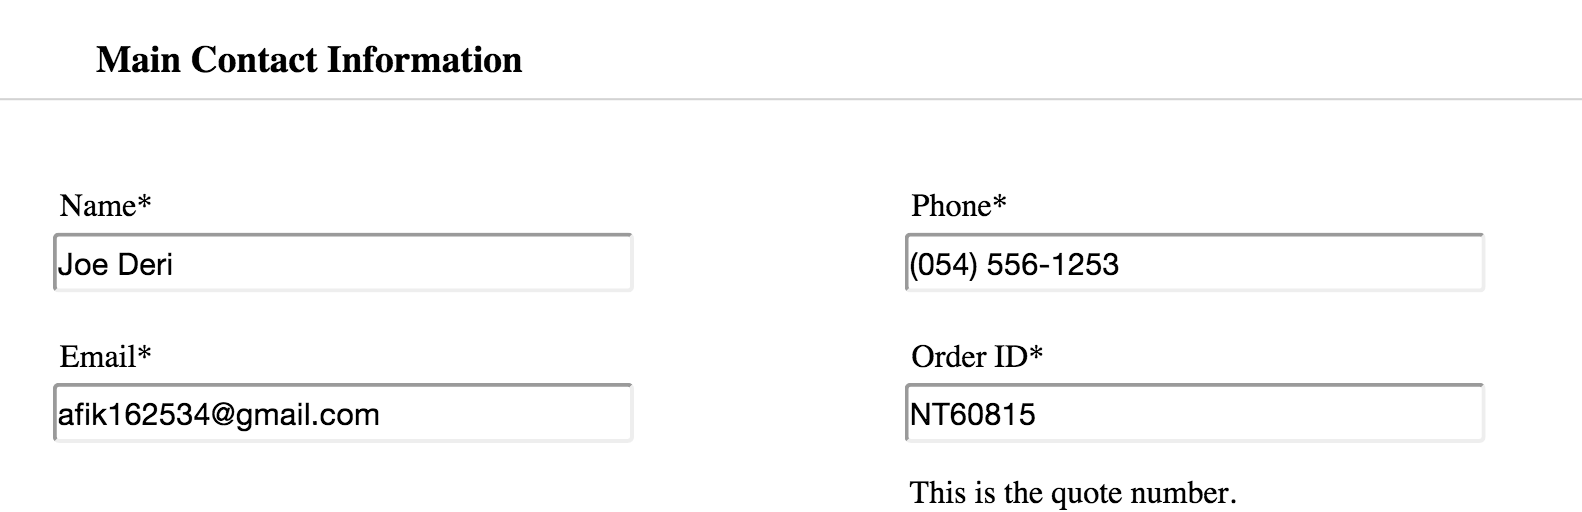 Main Contact Information
Name*
Phone*
Joe Deri
(054) 556-1253
Email*
Order ID*
afik162534@gmail.com
NT60815
This is the quote number.